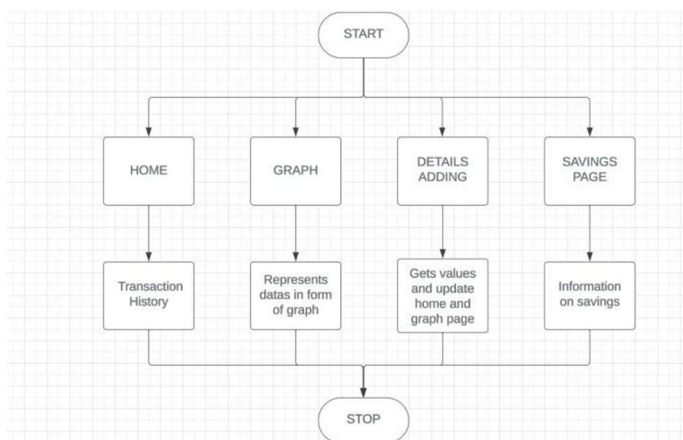 START
HOME
GRAPH
DETAILS
ADDING
SAVINGS
PAGE
Transaction
History
Represents
datas in form
of graph
Gets values
and update
home and
graph page
Information
on savings
STOP